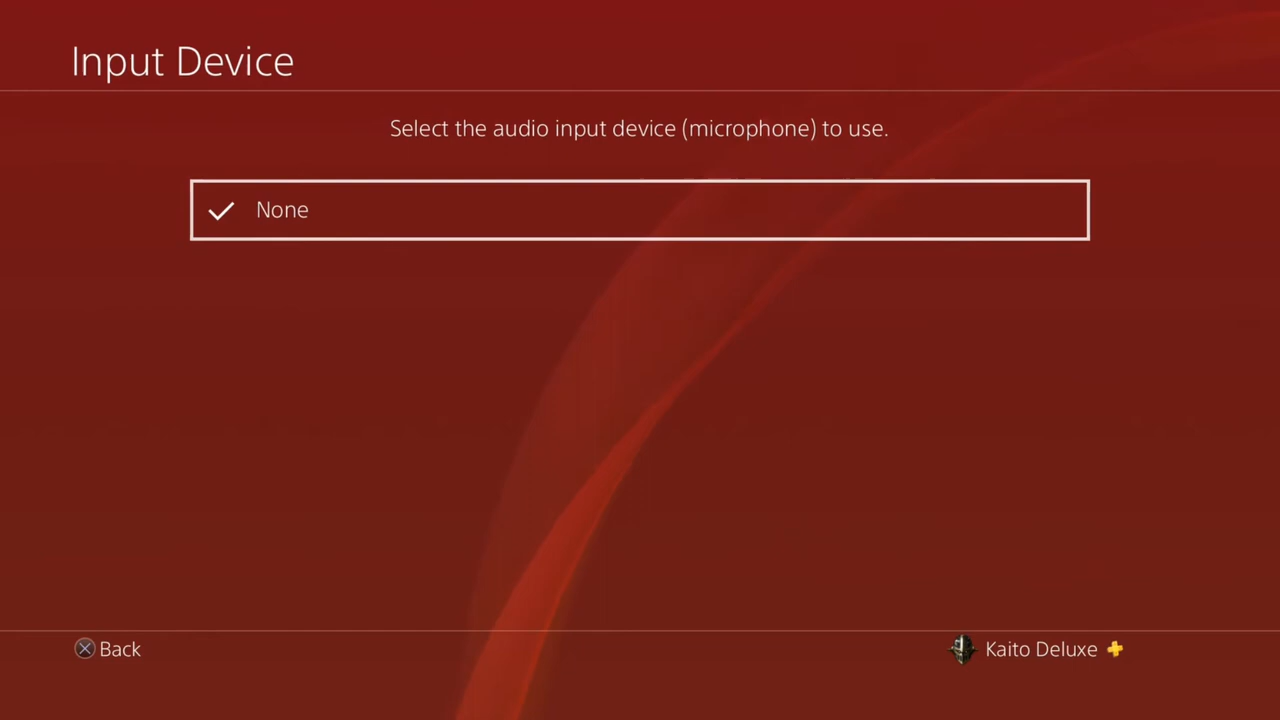 Input Device
Select the audio input device (microphone) to use.
None
Back
Kaito Deluxe